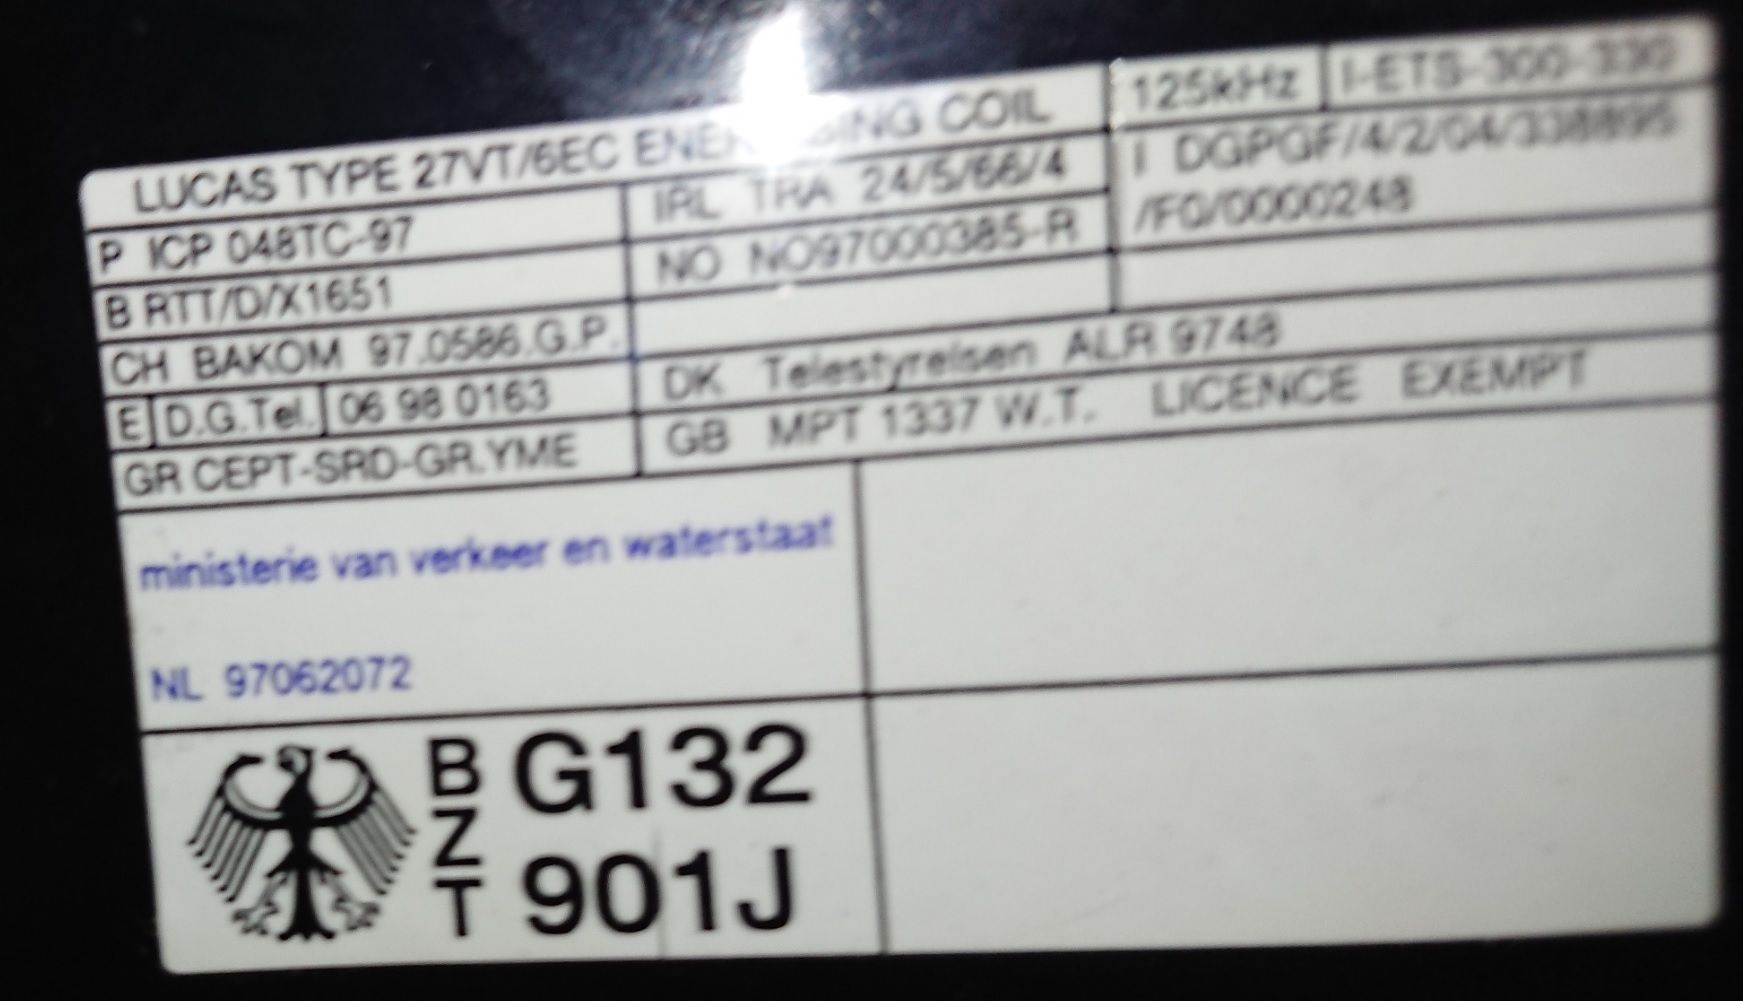 LUCAS TYPE 27VT/6EC COIL
125kHz
I-ETS-300-330
P ICP 048TC-97
IRL TRA 24/5/66/4
I DGPGF/4/2/04/338895
/FO/0000248
B RTT/D/X1651
NO NO97000385-R
CH BAKOM 97.0586.G.P.
E D.G.Tel. 06 98 0163
DK Telestyrelsen ALR 9748
GR CEPT-SRD-GR.YME
GB MPT 1337 W.T. LICENCE EXEMPT
ministerie van verkeer en waterstaat
NL 97062072
BZT
G132
901J